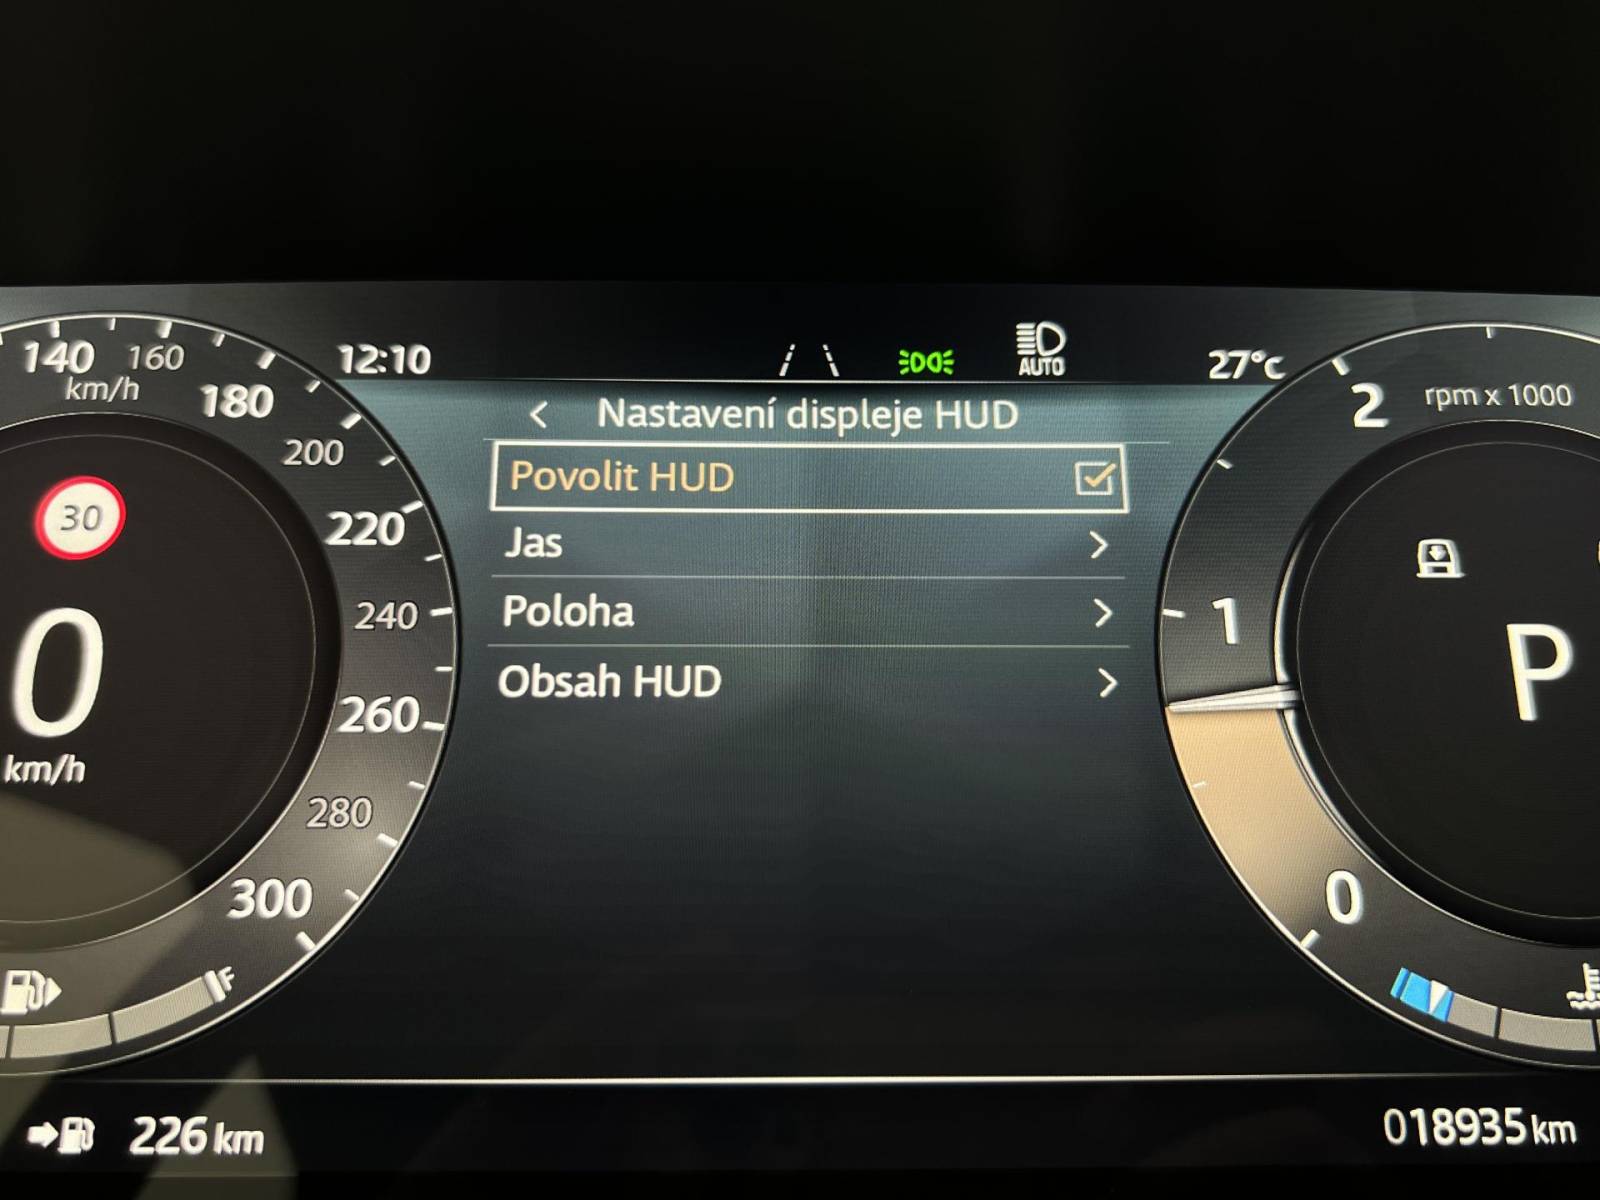 140 160
km/h
180
200
220
240
260
280
300
30
0
km/h
F
12:10
AUTO
27°C
Nastavení displeje HUD
Povolit HUD
Jas
Poloha
Obsah HUD
2
rpm x 1000
1
0
P
226 km
018935 km